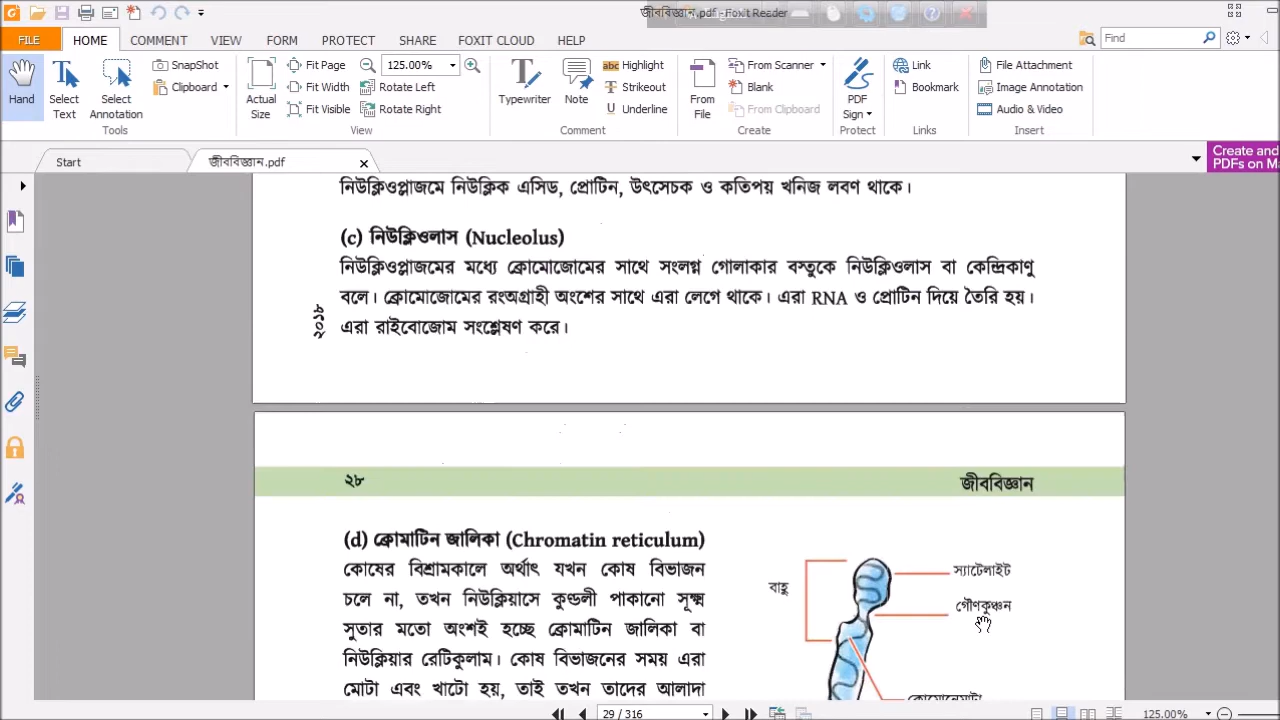 জীববিজ্ঞান.pdf - Foxit Reader
FILE HOME COMMENT VIEW FORM PROTECT SHARE FOXIT CLOUD HELP
Find
Hand
Select Text
Select Annotation
SnapShot
Clipboard
Tools
Actual Size
Fit Page
Fit Width
Fit Visible
125.00%
Rotate Left
Rotate Right
View
Typewriter
Note
Highlight
Strikeout
Underline
Comment
From File
From Scanner
Blank
From Clipboard
Create
PDF Sign
Protect
Link
Bookmark
Links
File Attachment
Image Annotation
Audio & Video
Insert
Start
জীববিজ্ঞান.pdf
Create and
PDFs on
নিউক্লিওপ্লাজমে নিউক্লিক এসিড, প্রোটিন, উৎসেচক ও কতিপয় খনিজ লবণ থাকে।
(c) নিউক্লিওলাস (Nucleolus)
নিউক্লিওপ্লাজমের মধ্যে ক্রোমোজোমের সাথে সংলগ্ন গোলাকার বস্তুকে নিউক্লিওলাস বা কেন্দ্রিকাণু
বলে। ক্রোমোজোমের রংঅগ্রাহী অংশের সাথে এরা লেগে থাকে। এরা RNA ও প্রোটিন দিয়ে তৈরি হয়।
এরা রাইবোজোম সংশ্লেষণ করে।
২০১৮
২৮
জীববিজ্ঞান
(d) ক্রোমাটিন জালিকা (Chromatin reticulum)
কোষের বিশ্রামকালে অর্থাৎ যখন কোষ বিভাজন
চলে না, তখন নিউক্লিয়াসে কুণ্ডলী পাকানো সূক্ষ্ম
সুতার মতো অংশই হচ্ছে ক্রোমাটিন জালিকা বা
নিউক্লিয়ার রেটিকুলাম। কোষ বিভাজনের সময় এরা
মোটা এবং খাটো হয়, তাই তখন তাদের আলাদা
বাহু
স্যাটেলাইট
গৌণকুঞ্চন
29 / 316
125.00%